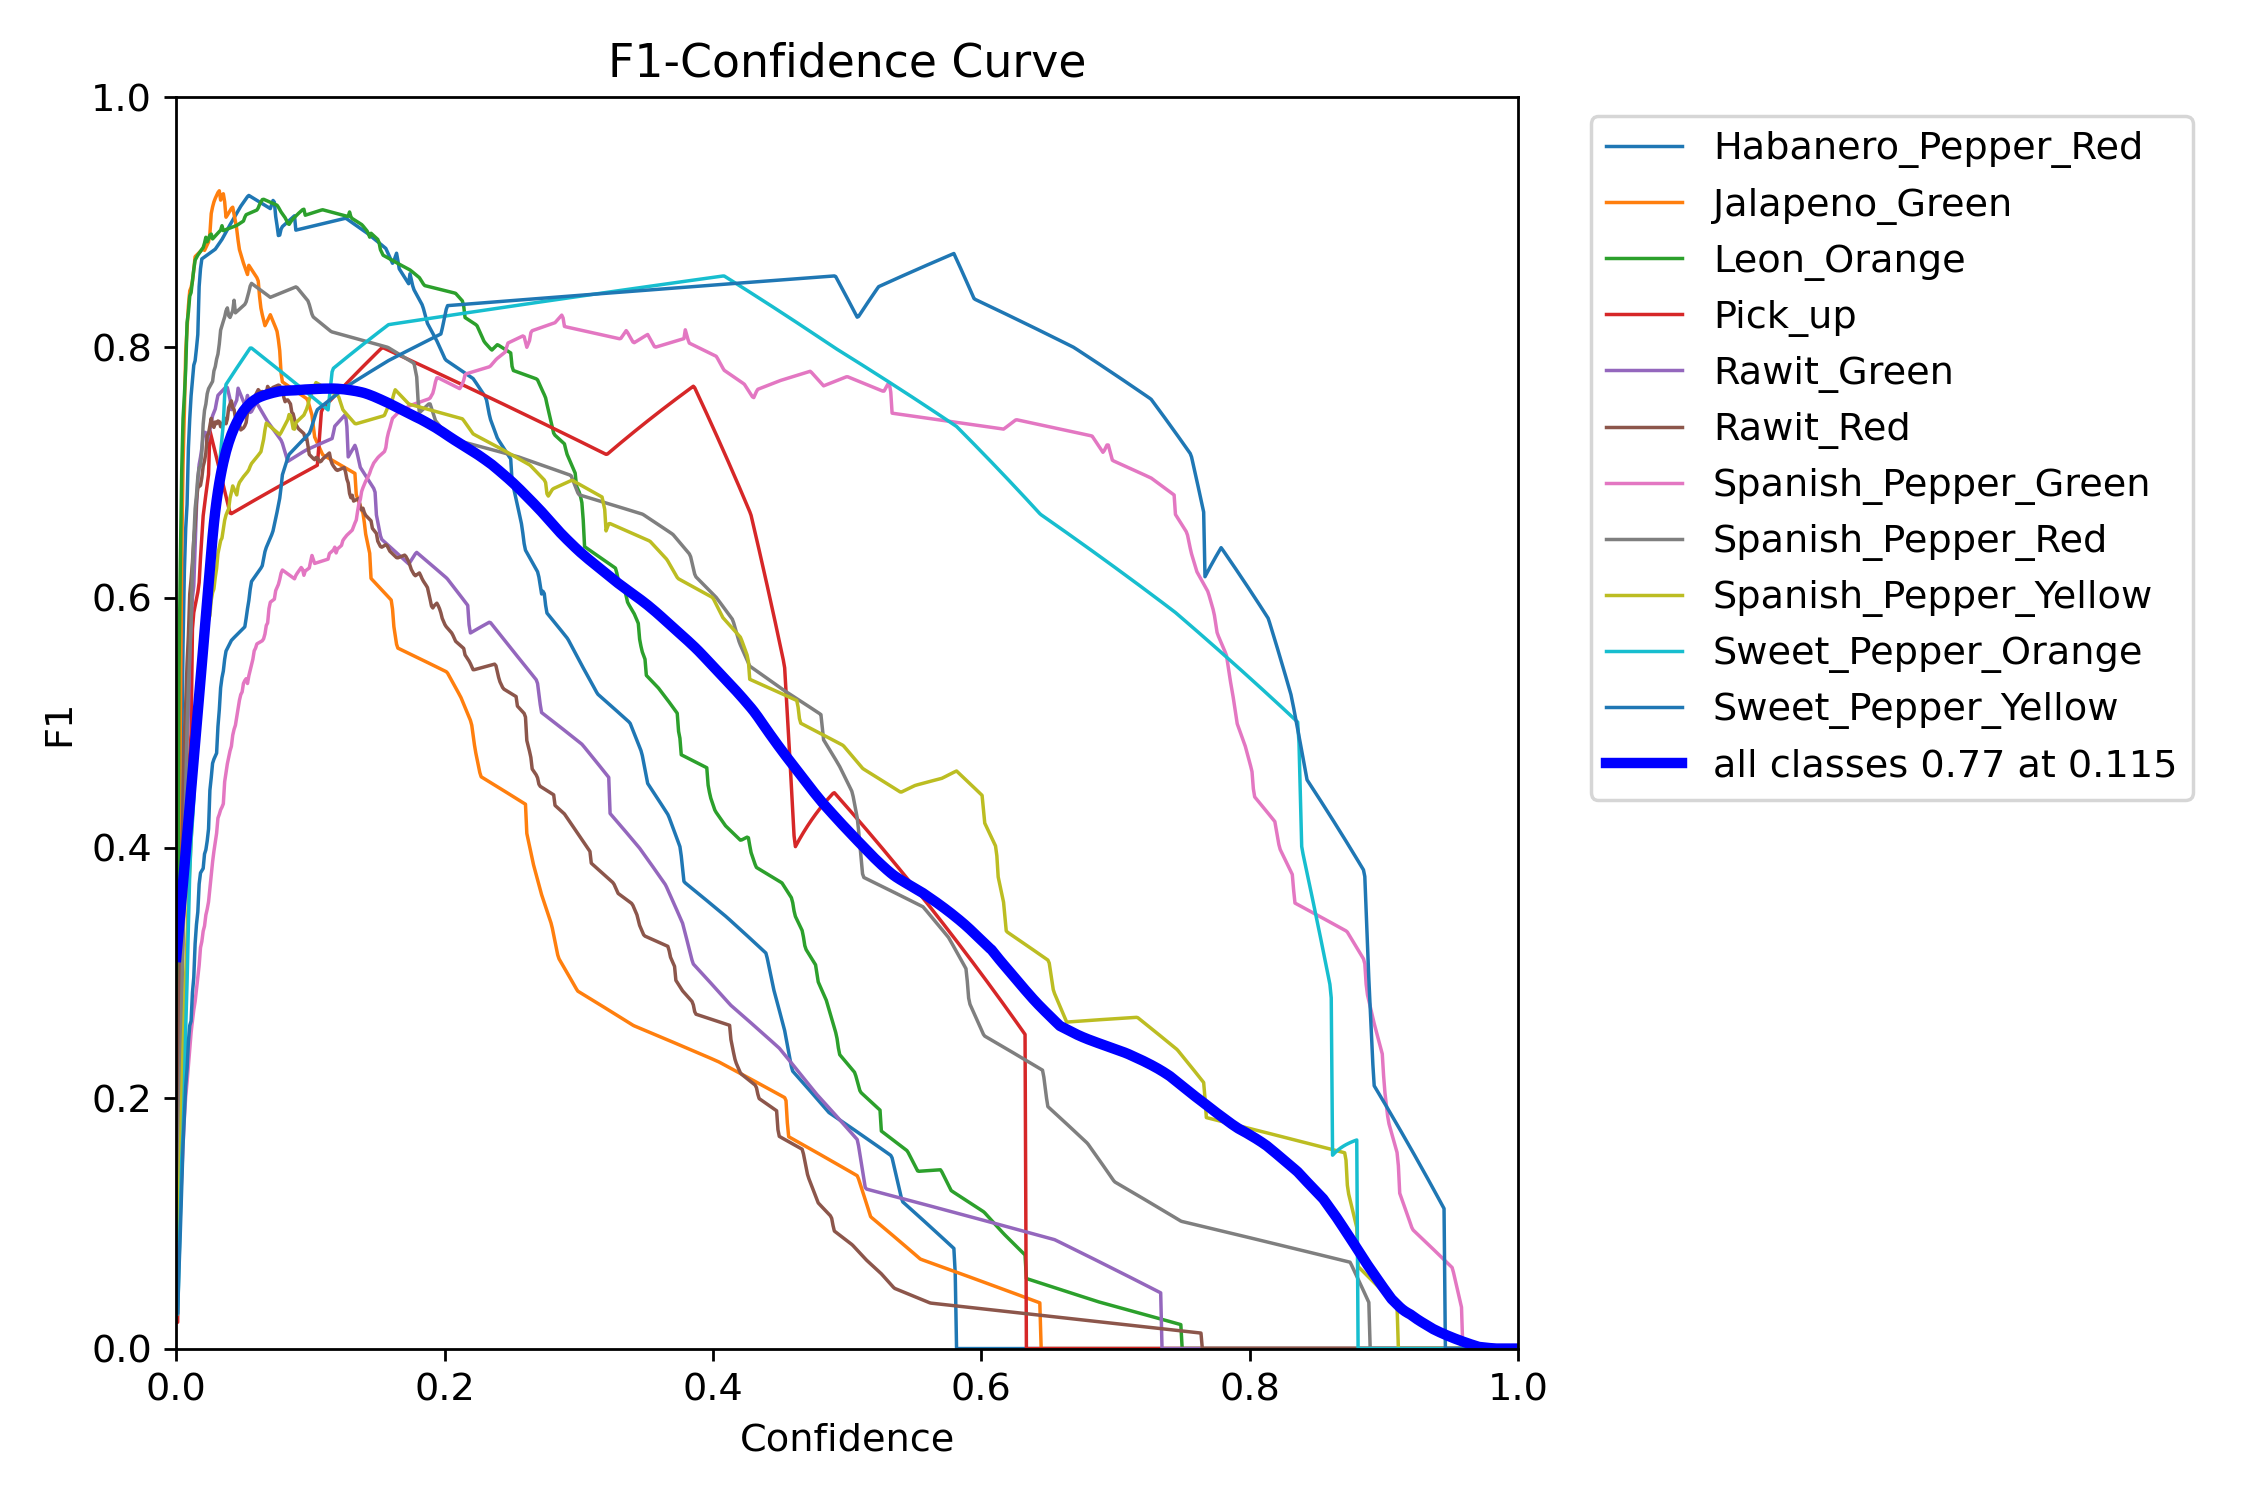 F1-Confidence Curve
1.0
0.8
0.6
0.4
0.2
0.0
F1
0.0 0.2 0.4 0.6 0.8 1.0
Confidence
Habanero_Pepper_Red
Jalapeno_Green
Leon_Orange
Pick_up
Rawit_Green
Rawit_Red
Spanish_Pepper_Green
Spanish_Pepper_Red
Spanish_Pepper_Yellow
Sweet_Pepper_Orange
Sweet_Pepper_Yellow
all classes 0.77 at 0.115